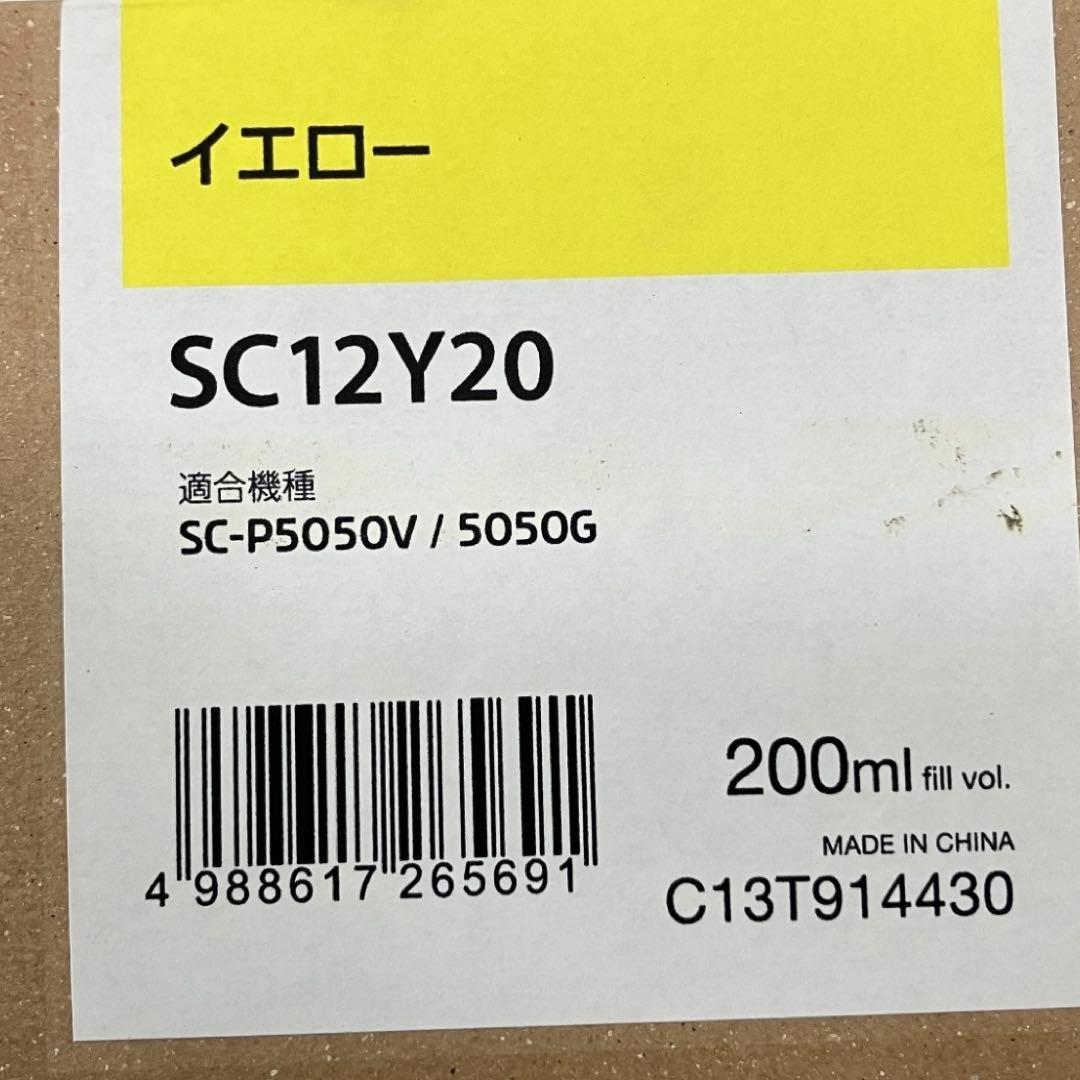 イエロー
SC12Y20
適合機種
SC-P5050V / 5050G
200ml fill vol.
MADE IN CHINA
4 988617 265691
C13T914430